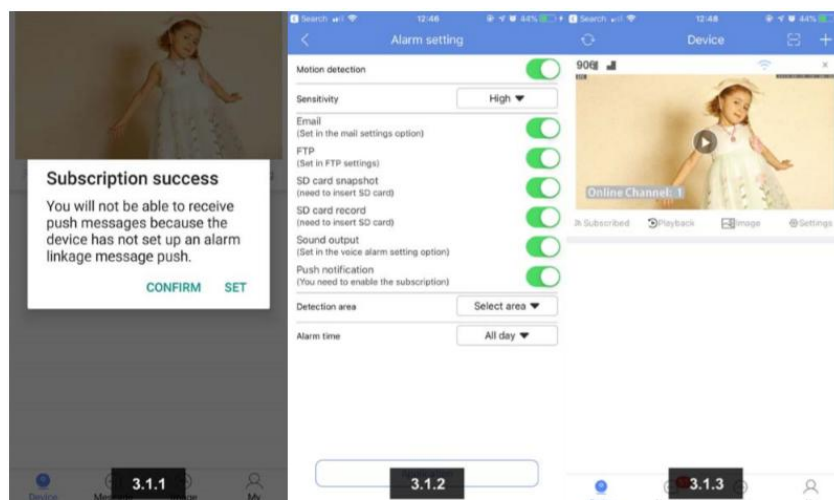 Subscription success
You will not be able to receive
push messages because the
device has not set up an alarm
linkage message push.
CONFIRM SET
Device
My
3.1.1
Search 12:46 44%
Alarm setting
Motion detection
Sensitivity High
Email
(Set in the mail settings option)
FTP
(Set in FTP settings)
SD card snapshot
(need to insert SD card)
SD card record
(need to insert SD card)
Sound output
(Set in the voice alarm setting option)
Push notification
(You need to enable the subscription)
Detection area Select area
Alarm time All day
3.1.2
Search 12:48 44%
Device
906
Online Channel: 1
Subscribed Playback Image Settings
3.1.3